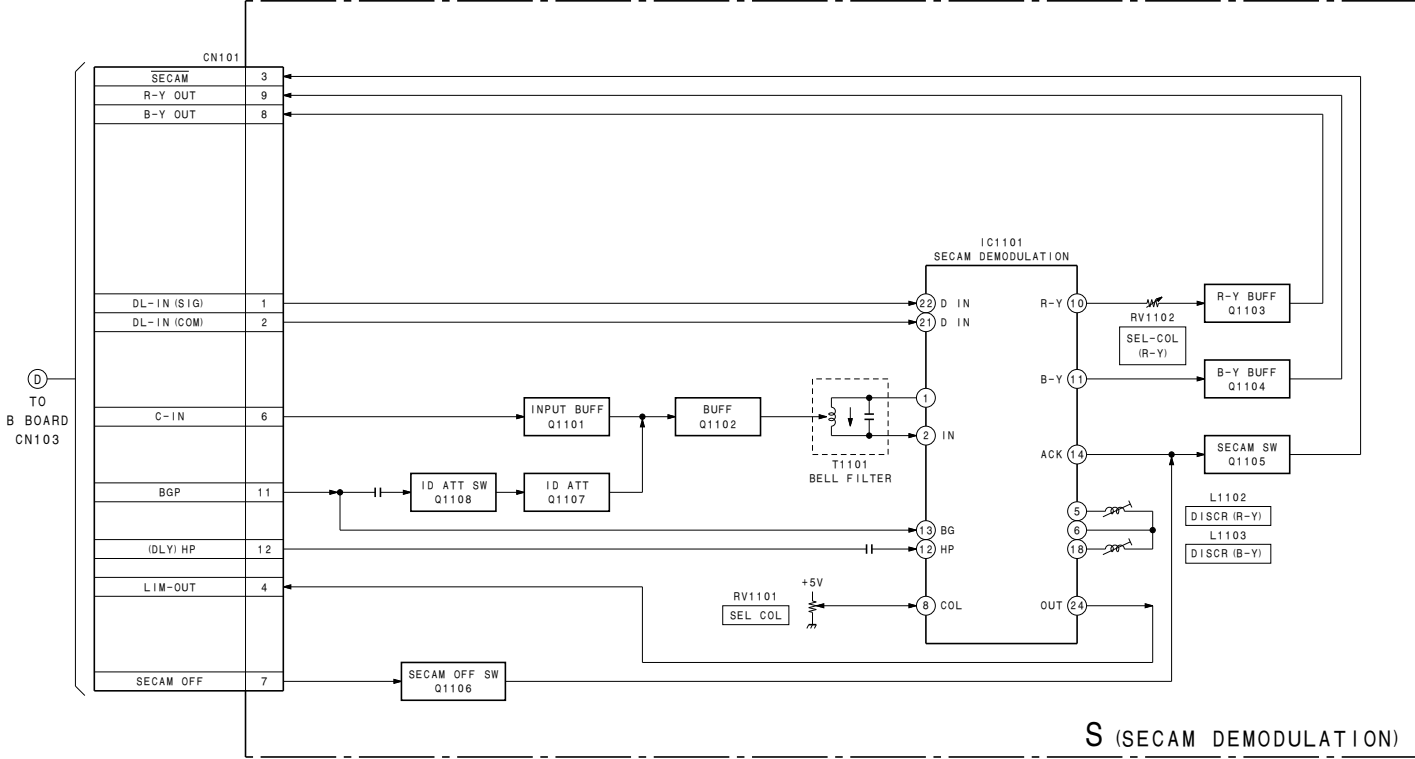 CN101
SECAM 3
R-Y OUT 9
B-Y OUT 8
DL-IN (SIG) 1
DL-IN (COM) 2
C-IN 6
BGP 11
(DLY) HP 12
LIM-OUT 4
SECAM OFF 7
D
TO
B BOARD
CN103
INPUT BUFF
Q1101
BUFF
Q1102
ID ATT SW
Q1108
ID ATT
Q1107
T1101
BELL FILTER
RV1101
SEL COL
+5V
SECAM OFF SW
Q1106
IC1101
SECAM DEMODULATION
22 D IN
21 D IN
1
2 IN
13 BG
12 HP
8 COL
R-Y 10
B-Y 11
ACK 14
5
6
18
OUT 24
RV1102
SEL-COL
(R-Y)
R-Y BUFF
Q1103
B-Y BUFF
Q1104
SECAM SW
Q1105
L1102
DISCR (R-Y)
L1103
DISCR (B-Y)
S (SECAM DEMODULATION)